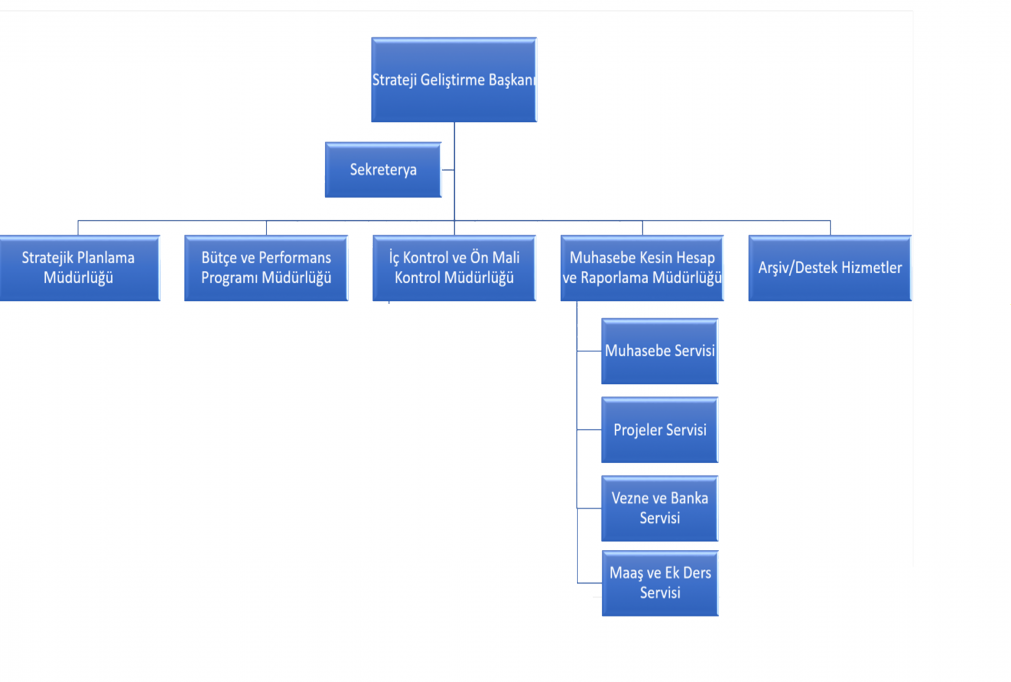 Strateji Geliştirme Başkanı
Sekreterya
Stratejik Planlama
Müdürlüğü
Bütçe ve Performans
Programı Müdürlüğü
İç Kontrol ve Ön Mali
Kontrol Müdürlüğü
Muhasebe Kesin Hesap
ve Raporlama Müdürlüğü
Arşiv/Destek Hizmetler
Muhasebe Servisi
Projeler Servisi
Vezne ve Banka
Servisi
Maaş ve Ek Ders
Servisi